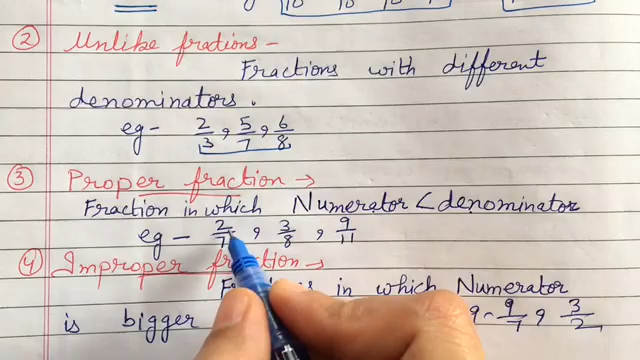 ② Unlike frations -
Fractions with different
denominators.
eg - 2/3, 5/7, 6/8
③ Proper fraction →
Fraction in which Numerator < denominator
eg - 2/7, 3/8, 9/11
④ Improper fraction →
in which Numerator
is bigger - 9/7, 3/2